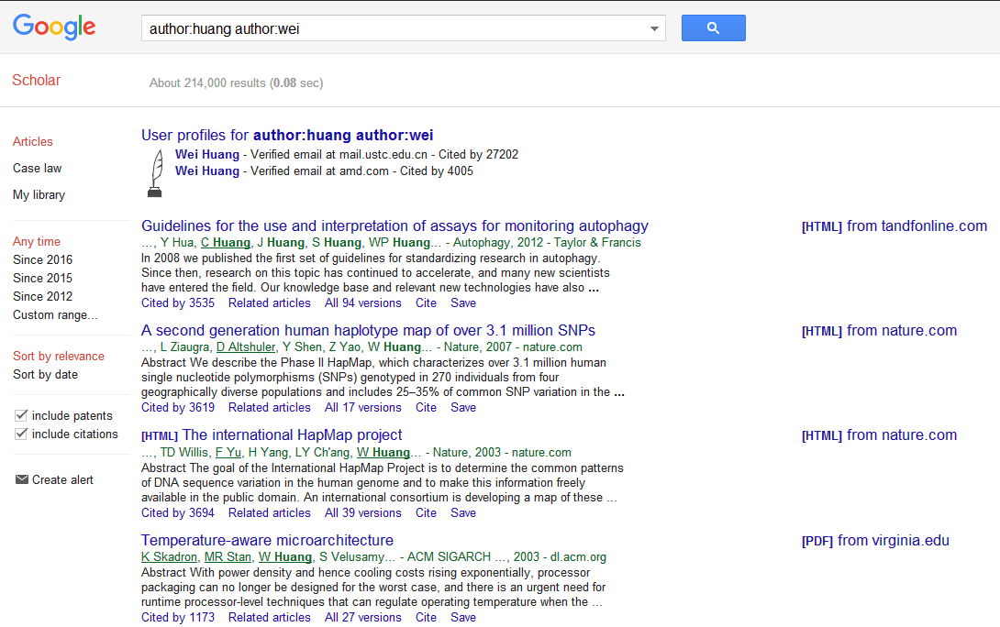 Google
author:huang author:wei
Scholar
About 214,000 results (0.08 sec)
Articles
Case law
My library
Any time
Since 2016
Since 2015
Since 2012
Custom range...
Sort by relevance
Sort by date
include patents
include citations
Create alert
User profiles for author:huang author:wei
Wei Huang - Verified email at mail.ustc.edu.cn - Cited by 27202
Wei Huang - Verified email at amd.com - Cited by 4005
Guidelines for the use and interpretation of assays for monitoring autophagy
[HTML] from tandfonline.com
..., Y Hua, C Huang, J Huang, S Huang, WP Huang... - Autophagy, 2012 - Taylor & Francis
In 2008 we published the first set of guidelines for standardizing research in autophagy.
Since then, research on this topic has continued to accelerate, and many new scientists
have entered the field. Our knowledge base and relevant new technologies have also ...
Cited by 3535 Related articles All 94 versions Cite Save
A second generation human haplotype map of over 3.1 million SNPs
[HTML] from nature.com
..., L Ziaugra, D Altshuler, Y Shen, Z Yao, W Huang... - Nature, 2007 - nature.com
Abstract We describe the Phase II HapMap, which characterizes over 3.1 million human
single nucleotide polymorphisms (SNPs) genotyped in 270 individuals from four
geographically diverse populations and includes 25–35% of common SNP variation in the ...
Cited by 3619 Related articles All 17 versions Cite Save
[HTML] The international HapMap project
[HTML] from nature.com
..., TD Willis, F Yu, H Yang, LY Ch'ang, W Huang... - Nature, 2003 - nature.com
Abstract The goal of the International HapMap Project is to determine the common patterns
of DNA sequence variation in the human genome and to make this information freely
available in the public domain. An international consortium is developing a map of these ...
Cited by 3694 Related articles All 39 versions Cite Save
Temperature-aware microarchitecture
[PDF] from virginia.edu
K Skadron, MR Stan, W Huang, S Velusamy... - ACM SIGARCH ..., 2003 - dl.acm.org
Abstract With power density and hence cooling costs rising exponentially, processor
packaging can no longer be designed for the worst case, and there is an urgent need for
runtime processor-level techniques that can regulate operating temperature when the ...
Cited by 1173 Related articles All 27 versions Cite Save